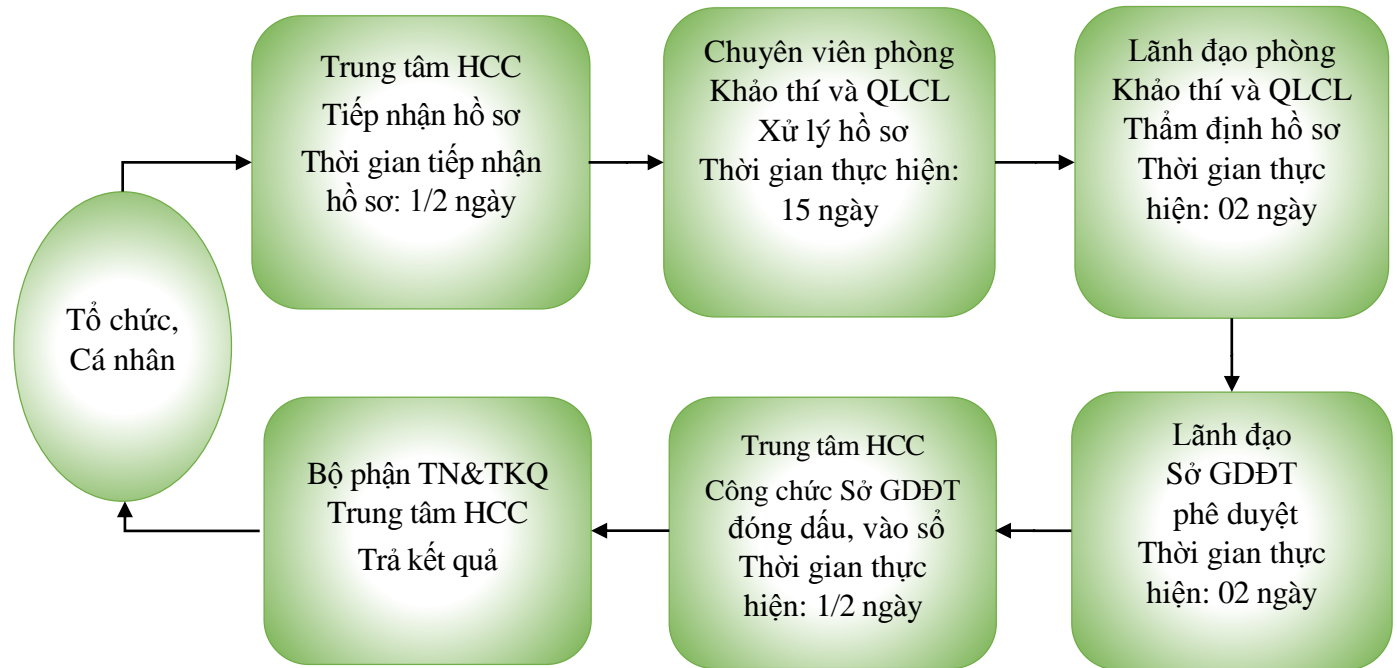 Trung tâm HCC
Tiếp nhận hồ sơ
Thời gian tiếp nhận
hồ sơ: 1/2 ngày
Chuyên viên phòng
Khảo thí và QLCL
Xử lý hồ sơ
Thời gian thực hiện:
15 ngày
Lãnh đạo phòng
Khảo thí và QLCL
Thẩm định hồ sơ
Thời gian thực
hiện: 02 ngày
Tổ chức,
Cá nhân
Lãnh đạo
Sở GDĐT
phê duyệt
Thời gian thực
hiện: 02 ngày
Trung tâm HCC
Công chức Sở GDĐT
đóng dấu, vào sổ
Thời gian thực
hiện: 1/2 ngày
Bộ phận TN&TKQ
Trung tâm HCC
Trả kết quả